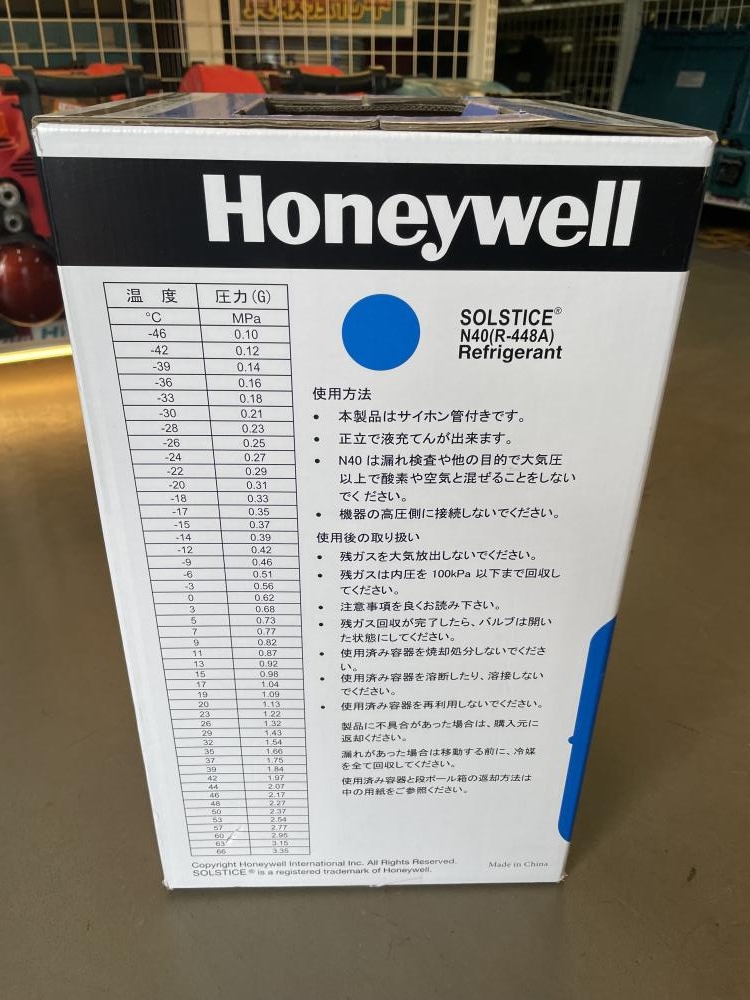 Honeywell
温 度 圧力(G)
°C MPa
-46 0.10
-42 0.12
-39 0.14
-36 0.16
-33 0.18
-30 0.21
-28 0.23
-26 0.25
-24 0.27
-22 0.29
-20 0.31
-18 0.33
-17 0.35
-15 0.37
-14 0.39
-12 0.42
-9 0.46
-6 0.51
-3 0.56
0 0.62
3 0.68
5 0.73
7 0.77
9 0.82
11 0.87
13 0.92
15 0.98
17 1.04
19 1.09
20 1.13
23 1.22
26 1.32
29 1.43
32 1.54
35 1.66
37 1.75
39 1.84
42 1.97
44 2.07
46 2.17
48 2.27
50 2.37
53 2.54
57 2.77
60 2.95
63 3.15
66 3.35
SOLSTICE®
N40(R-448A)
Refrigerant
使用方法
• 本製品はサイホン管付きです。
• 正立で液充てんが出来ます。
• N40 は漏れ検査や他の目的で大気圧
以上で酸素や空気と混ぜることをしない
でください。
• 機器の高圧側に接続しないでください。
使用後の取り扱い
• 残ガスを大気放出しないでください。
• 残ガスは内圧を 100kPa 以下まで回収し
てください。
• 注意事項を良くお読み下さい。
• 残ガス回収が完了したら、バルブは開い
た状態にしてください。
• 使用済み容器を焼却処分しないでくださ
い。
• 使用済み容器を溶断したり、溶接しない
でください。
• 使用済み容器を再利用しないでください。
製品に不具合があった場合は、購入元に
返却ください。
漏れがあった場合は移動する前に、冷媒
を全て回収してください。
使用済み容器と段ボール箱の返却方法は
中の用紙をご参照ください。
Copyright Honeywell International Inc. All Rights Reserved.
SOLSTICE® is a registered trademark of Honeywell.
Made in China